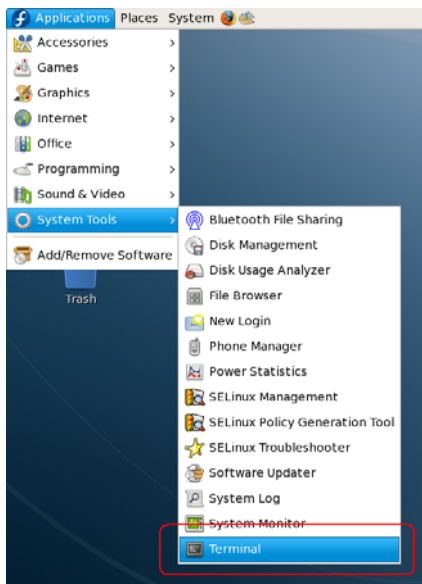 Applications Places System
Accessories
Games
Graphics
Internet
Office
Programming
Sound & Video
System Tools
Add/Remove Software
Trash
Bluetooth File Sharing
Disk Management
Disk Usage Analyzer
File Browser
New Login
Phone Manager
Power Statistics
SELinux Management
SELinux Policy Generation Tool
SELinux Troubleshooter
Software Updater
System Log
System Monitor
Terminal